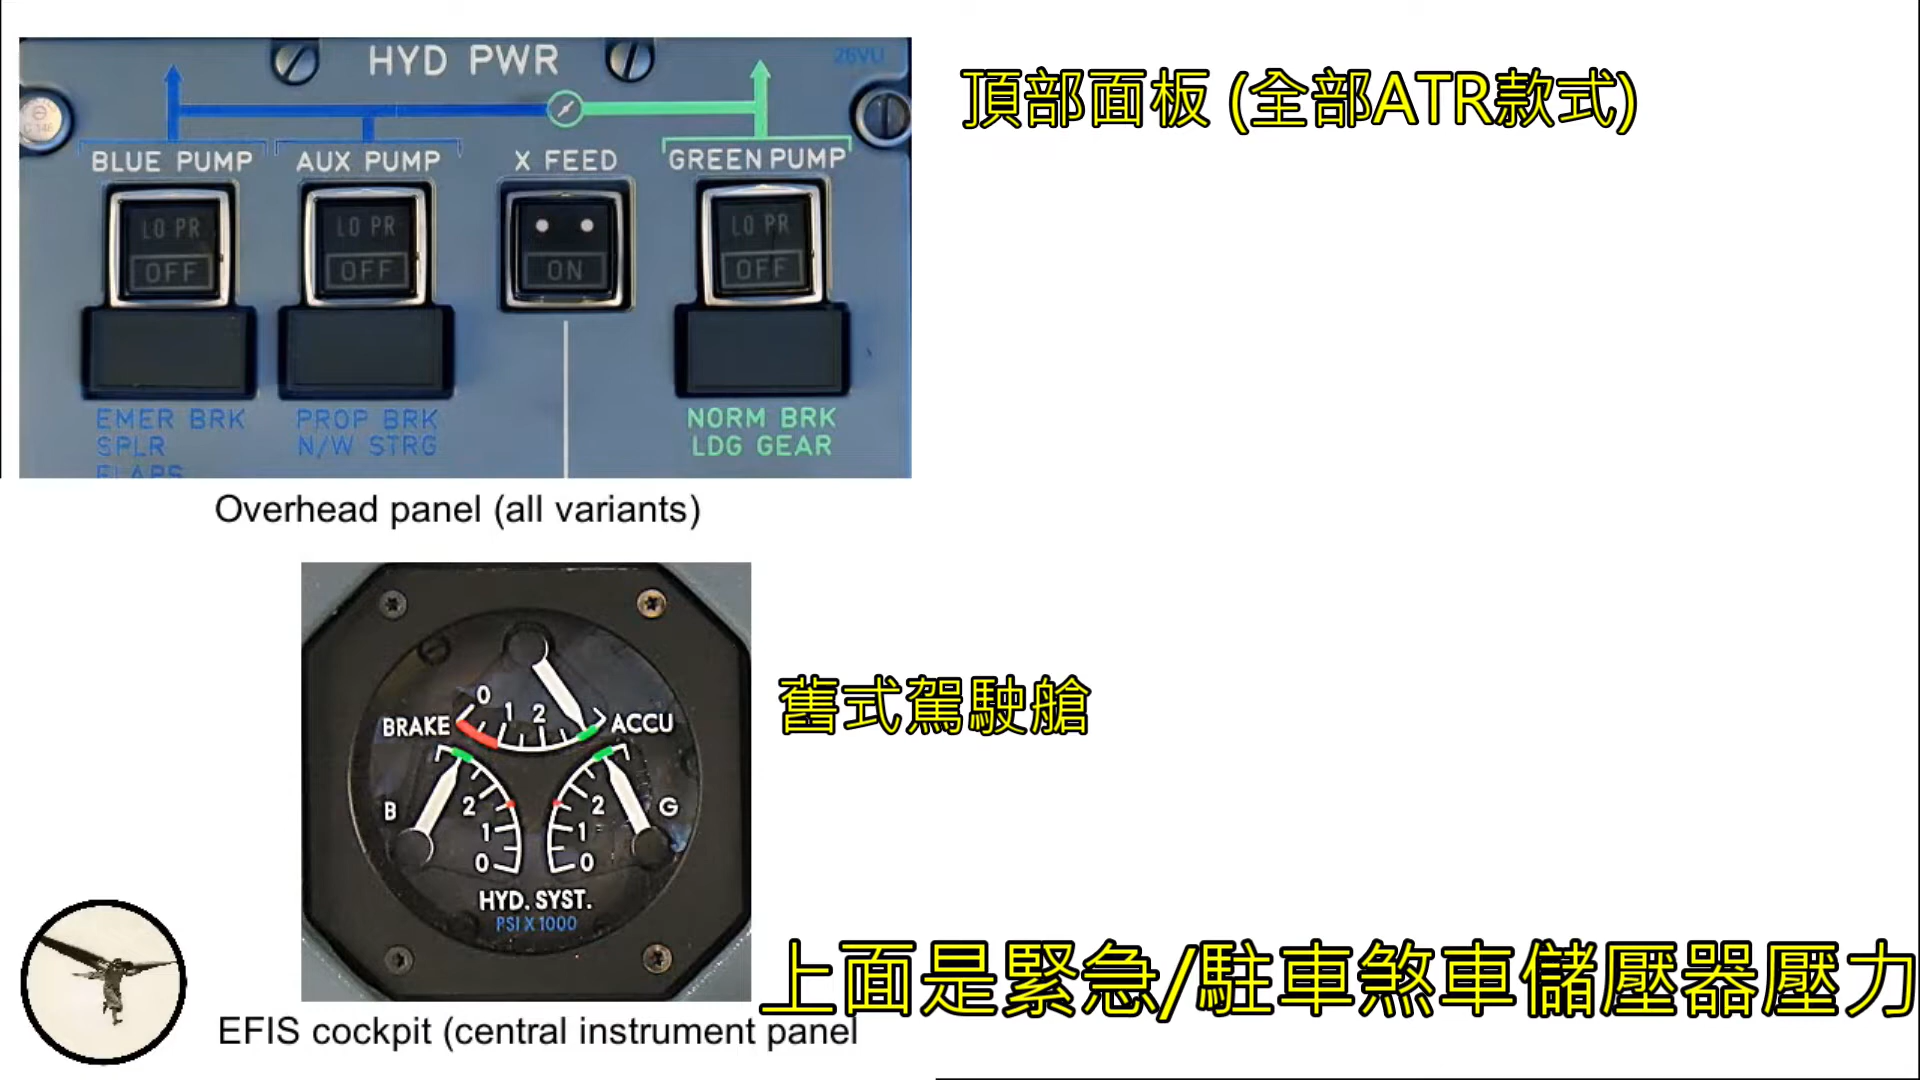 HYD PWR
26VU
頂部面板 (全部ATR款式)
BLUE PUMP AUX PUMP X FEED GREEN PUMP
LO PR LO PR LO PR
OFF OFF ON OFF
EMER BRK PROP BRK NORM BRK
SPLR N/W STRG LDG GEAR
FLAPS
Overhead panel (all variants)
舊式駕駛艙
0 1 2
BRAKE ACCU
B 2 2 G
1 1
0 0
HYD. SYST.
PSI X 1000
上面是緊急/駐車煞車儲壓器壓力
EFIS cockpit (central instrument panel